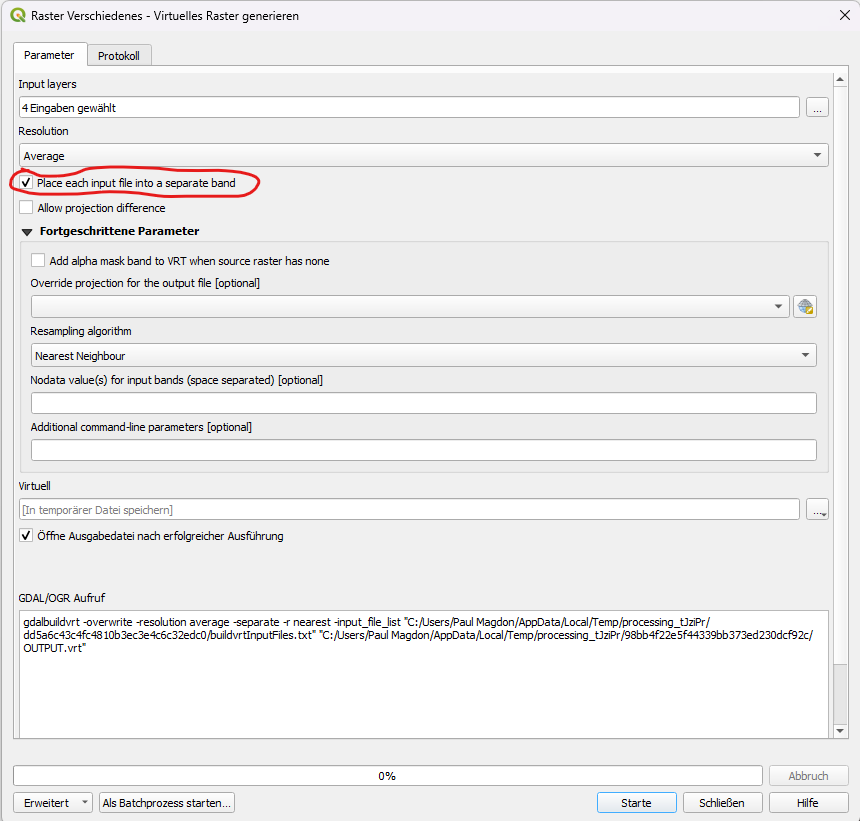 Raster Verschiedenes - Virtuelles Raster generieren
Parameter
Protokoll
Input layers
4 Eingaben gewählt
...
Resolution
Average
Place each input file into a separate band
Allow projection difference
Fortgeschrittene Parameter
Add alpha mask band to VRT when source raster has none
Override projection for the output file [optional]
Resampling algorithm
Nearest Neighbour
Nodata value(s) for input bands (space separated) [optional]
Additional command-line parameters [optional]
Virtuell
[In temporärer Datei speichern]
...
Öffne Ausgabedatei nach erfolgreicher Ausführung
GDAL/OGR Aufruf
gdalbuildvrt -overwrite -resolution average -separate -r nearest -input_file_list "C:/Users/Paul Magdon/AppData/Local/Temp/processing_tJziPr/
dd5a6c43c4fc4810b3ec3e4c6c32edc0/buildvrtInputFiles.txt" "C:/Users/Paul Magdon/AppData/Local/Temp/processing_tJziPr/98bb4f22e5f44339bb373ed230dcf92c/
OUTPUT.vrt"
0%
Abbruch
Erweitert
Als Batchprozess starten...
Starte
Schließen
Hilfe